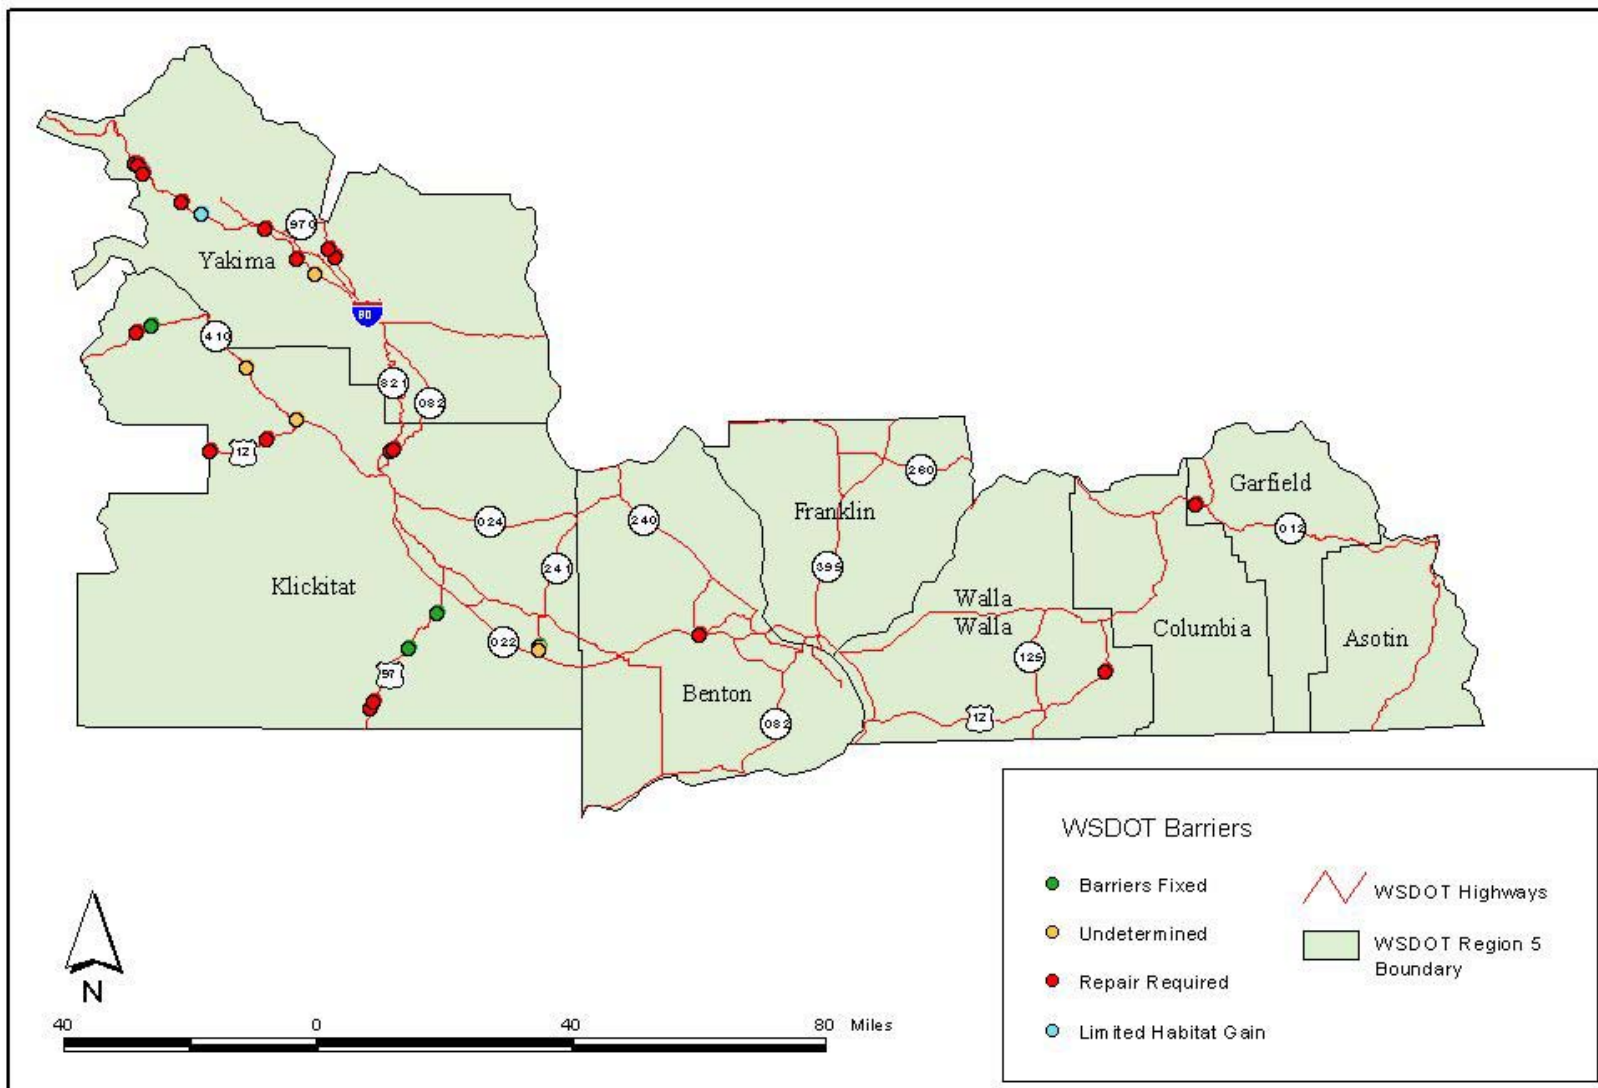 970
Yakima
80
410
821
082
12
Garfield
260
024
240
Franklin
012
Klickitat
241
395
Walla
Walla
Columbia
Asotin
022
125
97
Benton
082
12
WSDOT Barriers
Barriers Fixed
Undetermined
Repair Required
Limited Habitat Gain
WSDOT Highways
WSDOT Region 5
Boundary
N
40 0 40 80 Miles